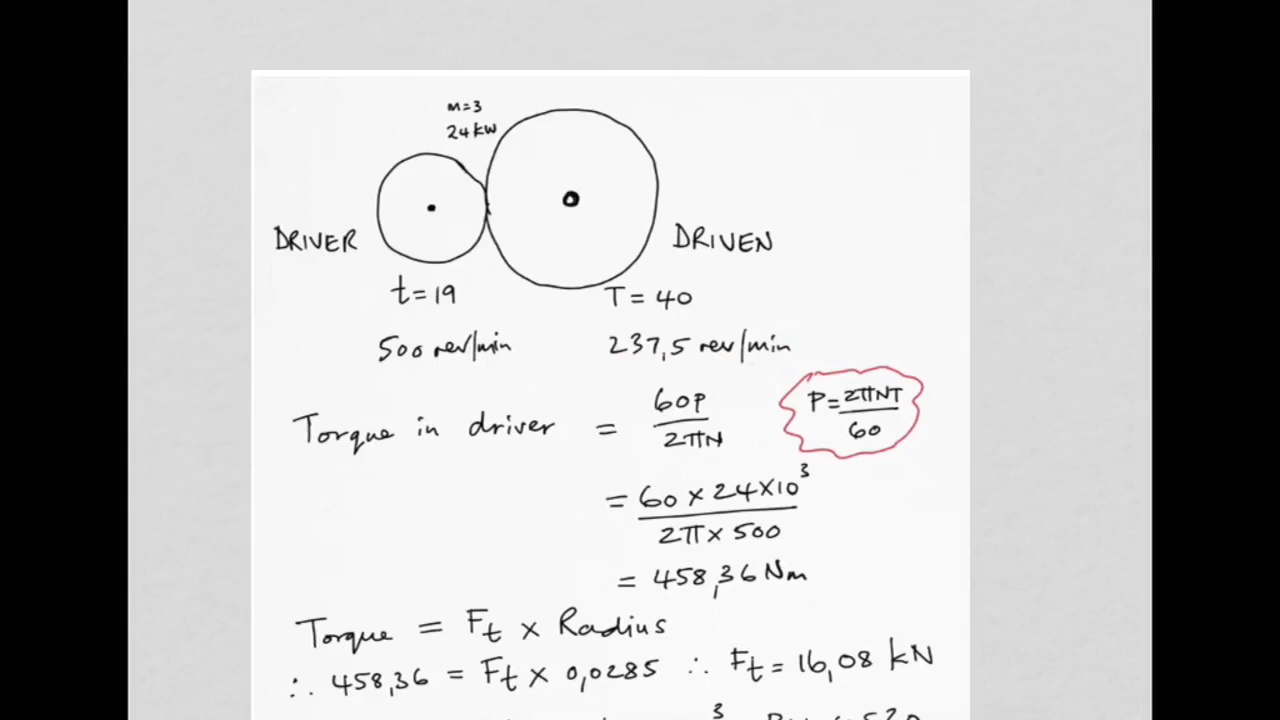 m=3
24 kW
DRIVER
DRIVEN
t=19
T=40
500 rev/min
237,5 rev/min
Torque in driver = 60P/2πN
P=2πNT/60
= 60 x 24x10³/2π x 500
= 458,36 Nm
Torque = Ft x Radius
∴ 458,36 = Ft x 0,0285 ∴ Ft = 16,08 kN